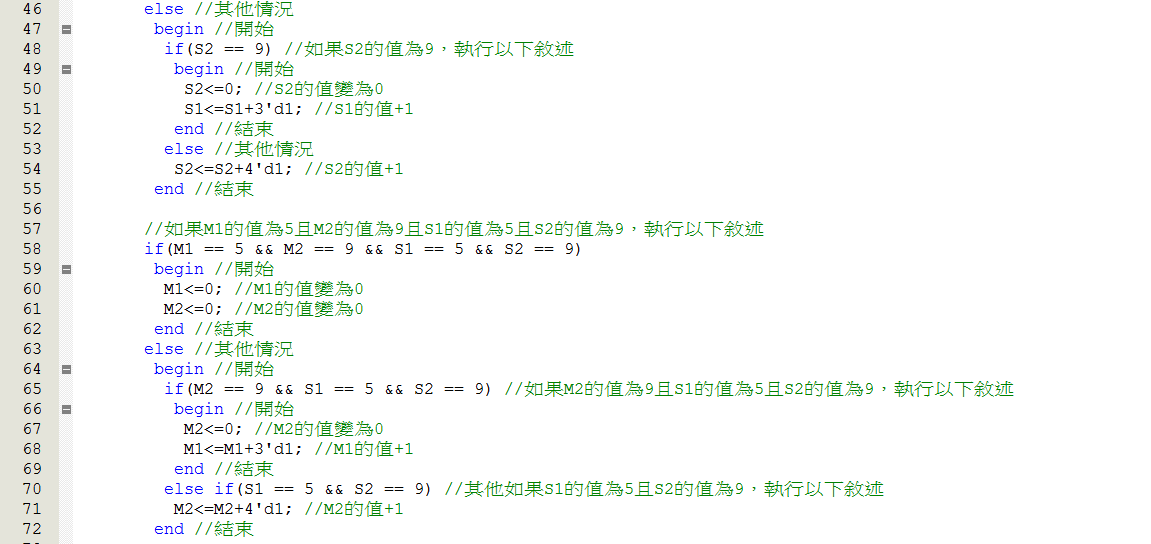 46 else //其他情況
47 begin //開始
48 if(S2 == 9) //如果S2的值為9，執行以下敘述
49 begin //開始
50 S2<=0; //S2的值變為0
51 S1<=S1+3'd1; //S1的值+1
52 end //結束
53 else //其他情況
54 S2<=S2+4'd1; //S2的值+1
55 end //結束
56
57 //如果M1的值為5且M2的值為9且S1的值為5且S2的值為9，執行以下敘述
58 if(M1 == 5 && M2 == 9 && S1 == 5 && S2 == 9)
59 begin //開始
60 M1<=0; //M1的值變為0
61 M2<=0; //M2的值變為0
62 end //結束
63 else //其他情況
64 begin //開始
65 if(M2 == 9 && S1 == 5 && S2 == 9) //如果M2的值為9且S1的值為5且S2的值為9，執行以下敘述
66 begin //開始
67 M2<=0; //M2的值變為0
68 M1<=M1+3'd1; //M1的值+1
69 end //結束
70 else if(S1 == 5 && S2 == 9) //其他如果S1的值為5且S2的值為9，執行以下敘述
71 M2<=M2+4'd1; //M2的值+1
72 end //結束